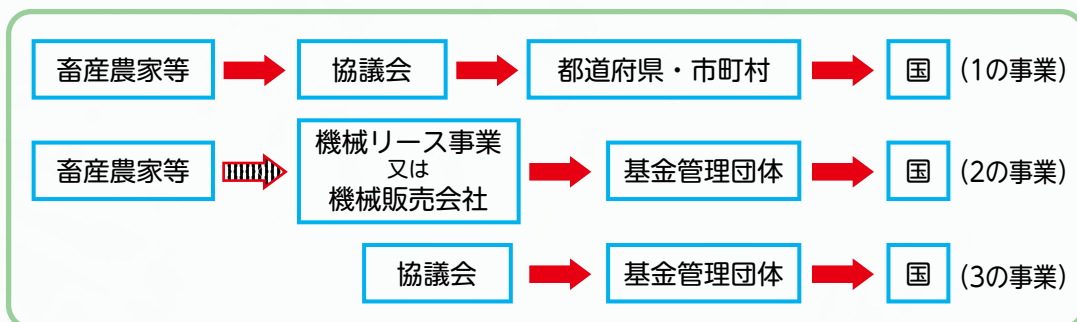 畜産農家等 協議会 都道府県・市町村 国 (1の事業)
畜産農家等 機械リース事業 基金管理団体 国 (2の事業)
又は
機械販売会社
協議会 基金管理団体 国 (3の事業)